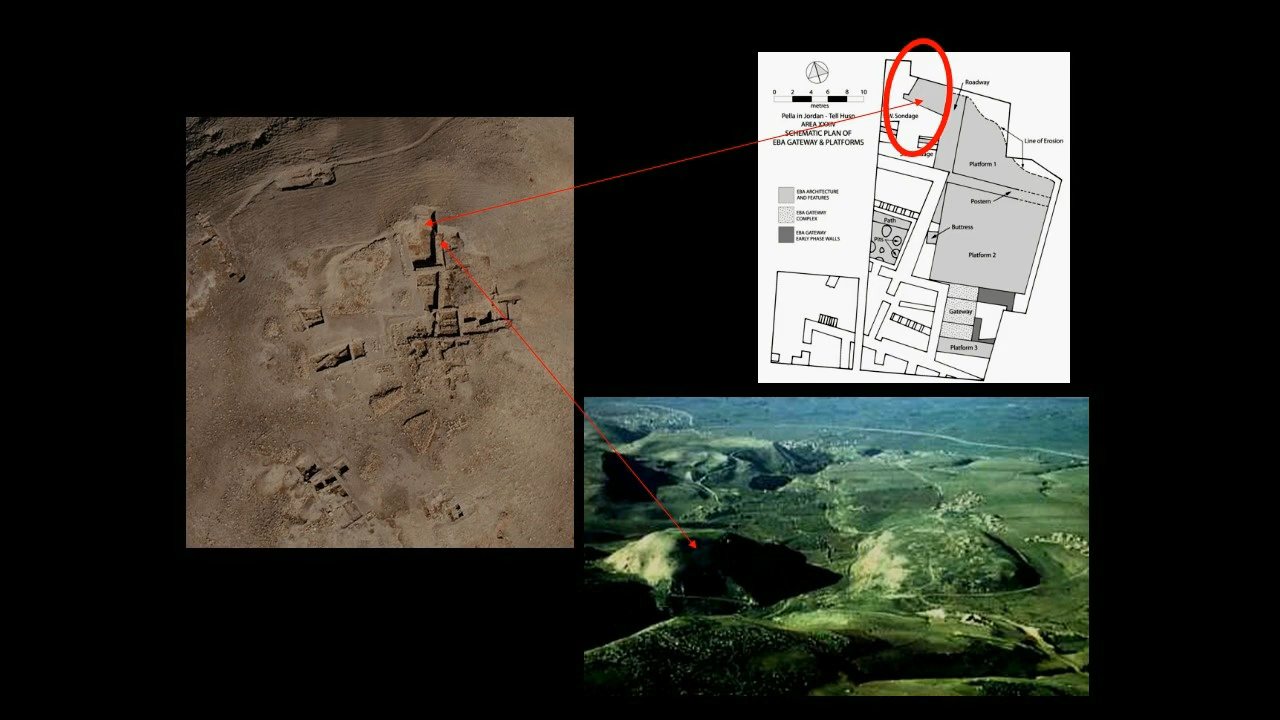 0 2 4 6 8 10
metres
Pella in Jordan - Tell Husn
AREA XXXIV
SCHEMATIC PLAN OF
EBA GATEWAY & PLATFORMS
EBA ARCHITECTURE
AND FEATURES
EBA GATEWAY
COMPLEX
EBA GATEWAY
EARLY PHASE WALLS
Roadway
Sondage
Line of Erosion
Platform 1
Postern
Path
Pits
Buttress
Platform 2
Gateway
Platform 3